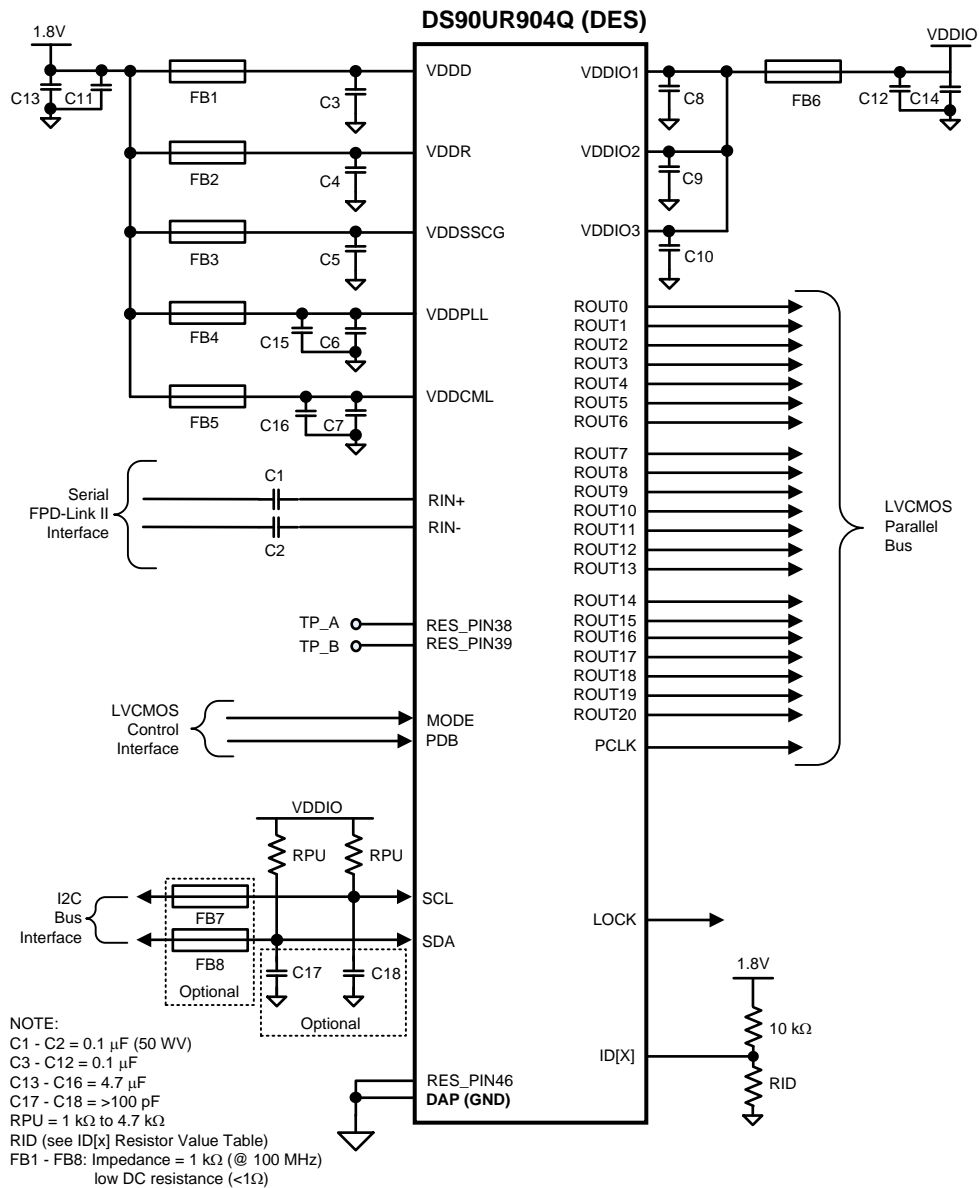 DS90UR904Q (DES)
1.8V
VDDIO
C13
C11
FB1
C3
VDDD
VDDIO1
C8
FB6
C12
C14
FB2
C4
VDDR
VDDIO2
C9
FB3
C5
VDDSSCG
VDDIO3
C10
FB4
C15
C6
VDDPLL
FB5
C16
C7
VDDCML
ROUT0
ROUT1
ROUT2
ROUT3
ROUT4
ROUT5
ROUT6
ROUT7
ROUT8
ROUT9
ROUT10
ROUT11
ROUT12
ROUT13
ROUT14
ROUT15
ROUT16
ROUT17
ROUT18
ROUT19
ROUT20
PCLK
LVCMOS
Parallel
Bus
Serial
FPD-Link II
Interface
C1
C2
RIN+
RIN-
TP_A
TP_B
RES_PIN38
RES_PIN39
LVCMOS
Control
Interface
MODE
PDB
VDDIO
RPU
RPU
I2C
Bus
Interface
FB7
FB8
Optional
SCL
SDA
C17
C18
Optional
LOCK
1.8V
10 kΩ
ID[X]
RID
RES_PIN46
DAP (GND)
NOTE:
C1 - C2 = 0.1 μF (50 WV)
C3 - C12 = 0.1 μF
C13 - C16 = 4.7 μF
C17 - C18 = >100 pF
RPU = 1 kΩ to 4.7 kΩ
RID (see ID[x] Resistor Value Table)
FB1 - FB8: Impedance = 1 kΩ (@ 100 MHz)
low DC resistance (<1Ω)